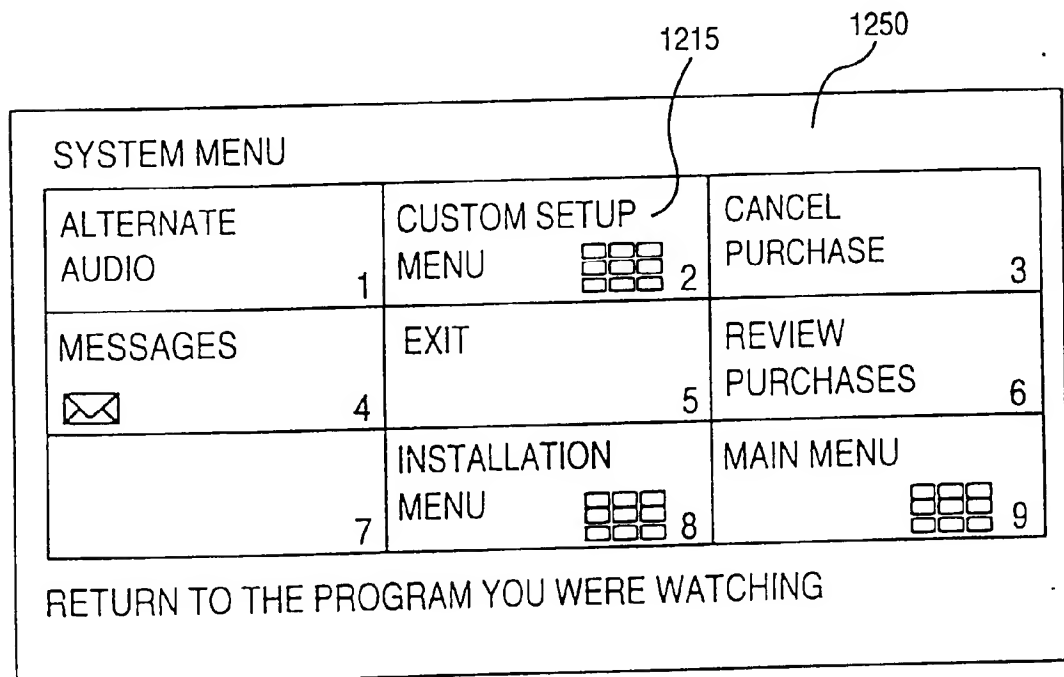 1215
1250
SYSTEM MENU
ALTERNATE
AUDIO
1
CUSTOM SETUP
MENU
2
CANCEL
PURCHASE
3
MESSAGES
4
EXIT
5
REVIEW
PURCHASES
6
7
INSTALLATION
MENU
8
MAIN MENU
9
RETURN TO THE PROGRAM YOU WERE WATCHING